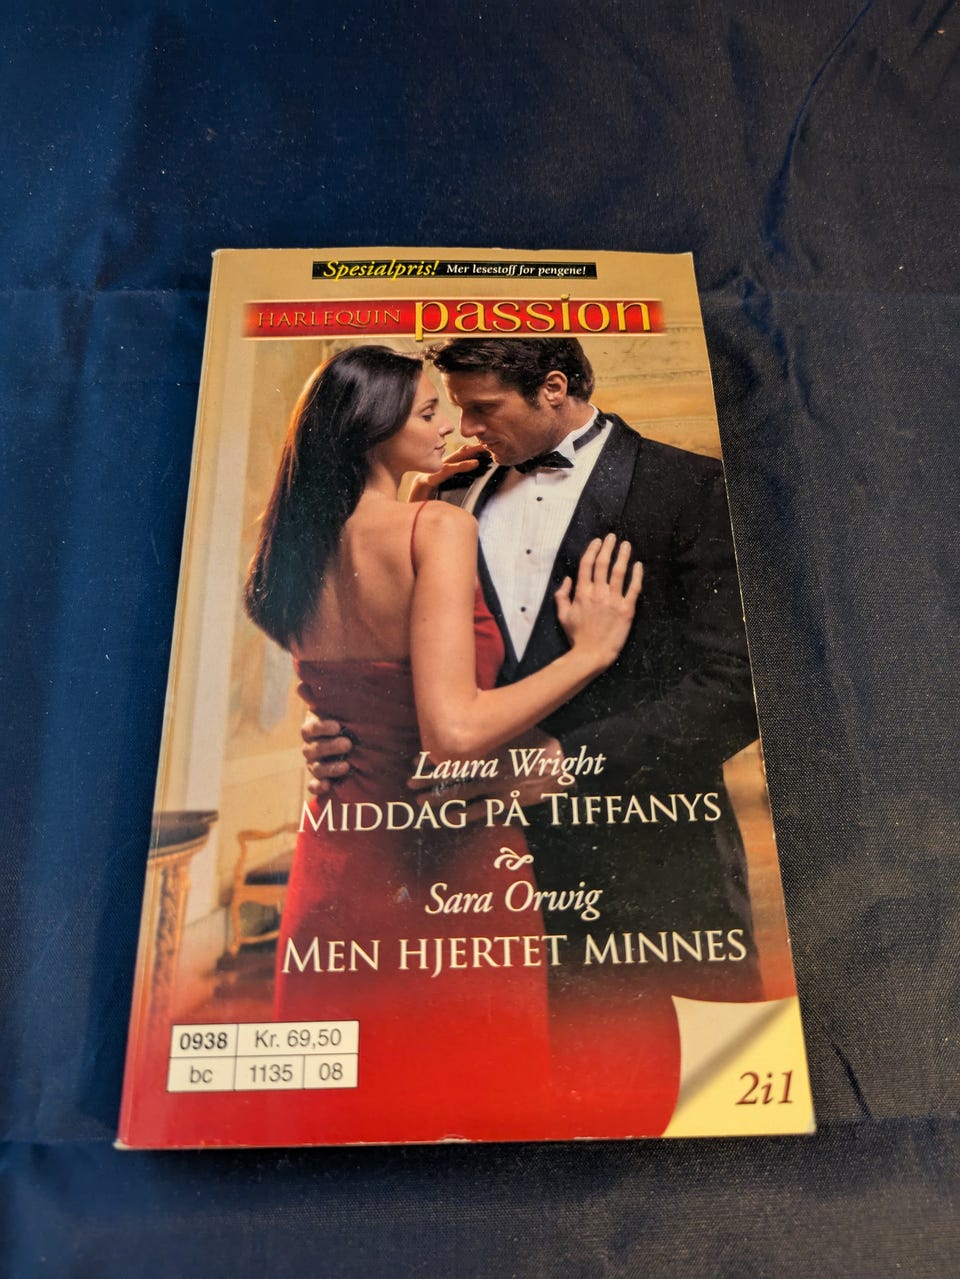 Spesialpris! Mer lesestoff for pengene!
HARLEQUIN passion
Laura Wright
MIDDAG PÅ TIFFANYS
&
Sara Orwig
MEN HJERTET MINNES
0938 Kr. 69,50
bc 1135 08
2i1